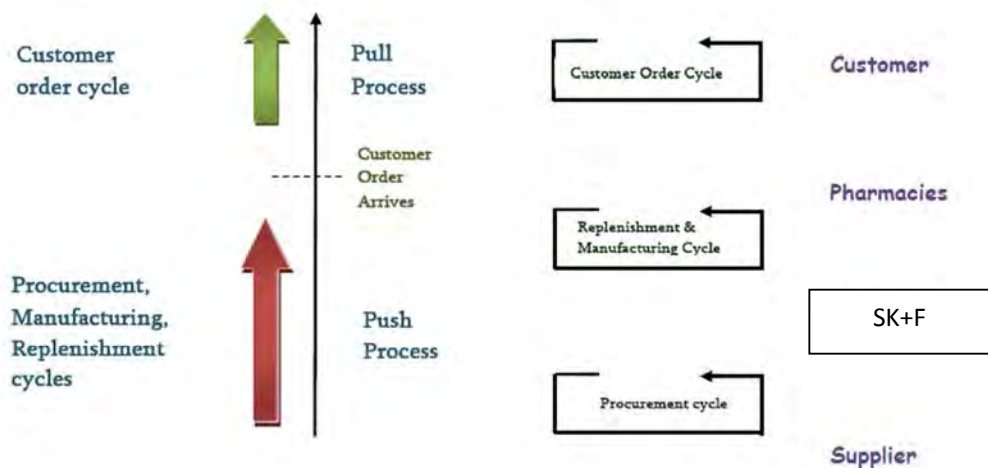 Customer
order cycle
Pull
Process
Customer
Order
Arrives
Procurement,
Manufacturing,
Replenishment
cycles
Push
Process
Customer Order Cycle
Replenishment &
Manufacturing Cycle
Procurement cycle
Customer
Pharmacies
SK+F
Supplier